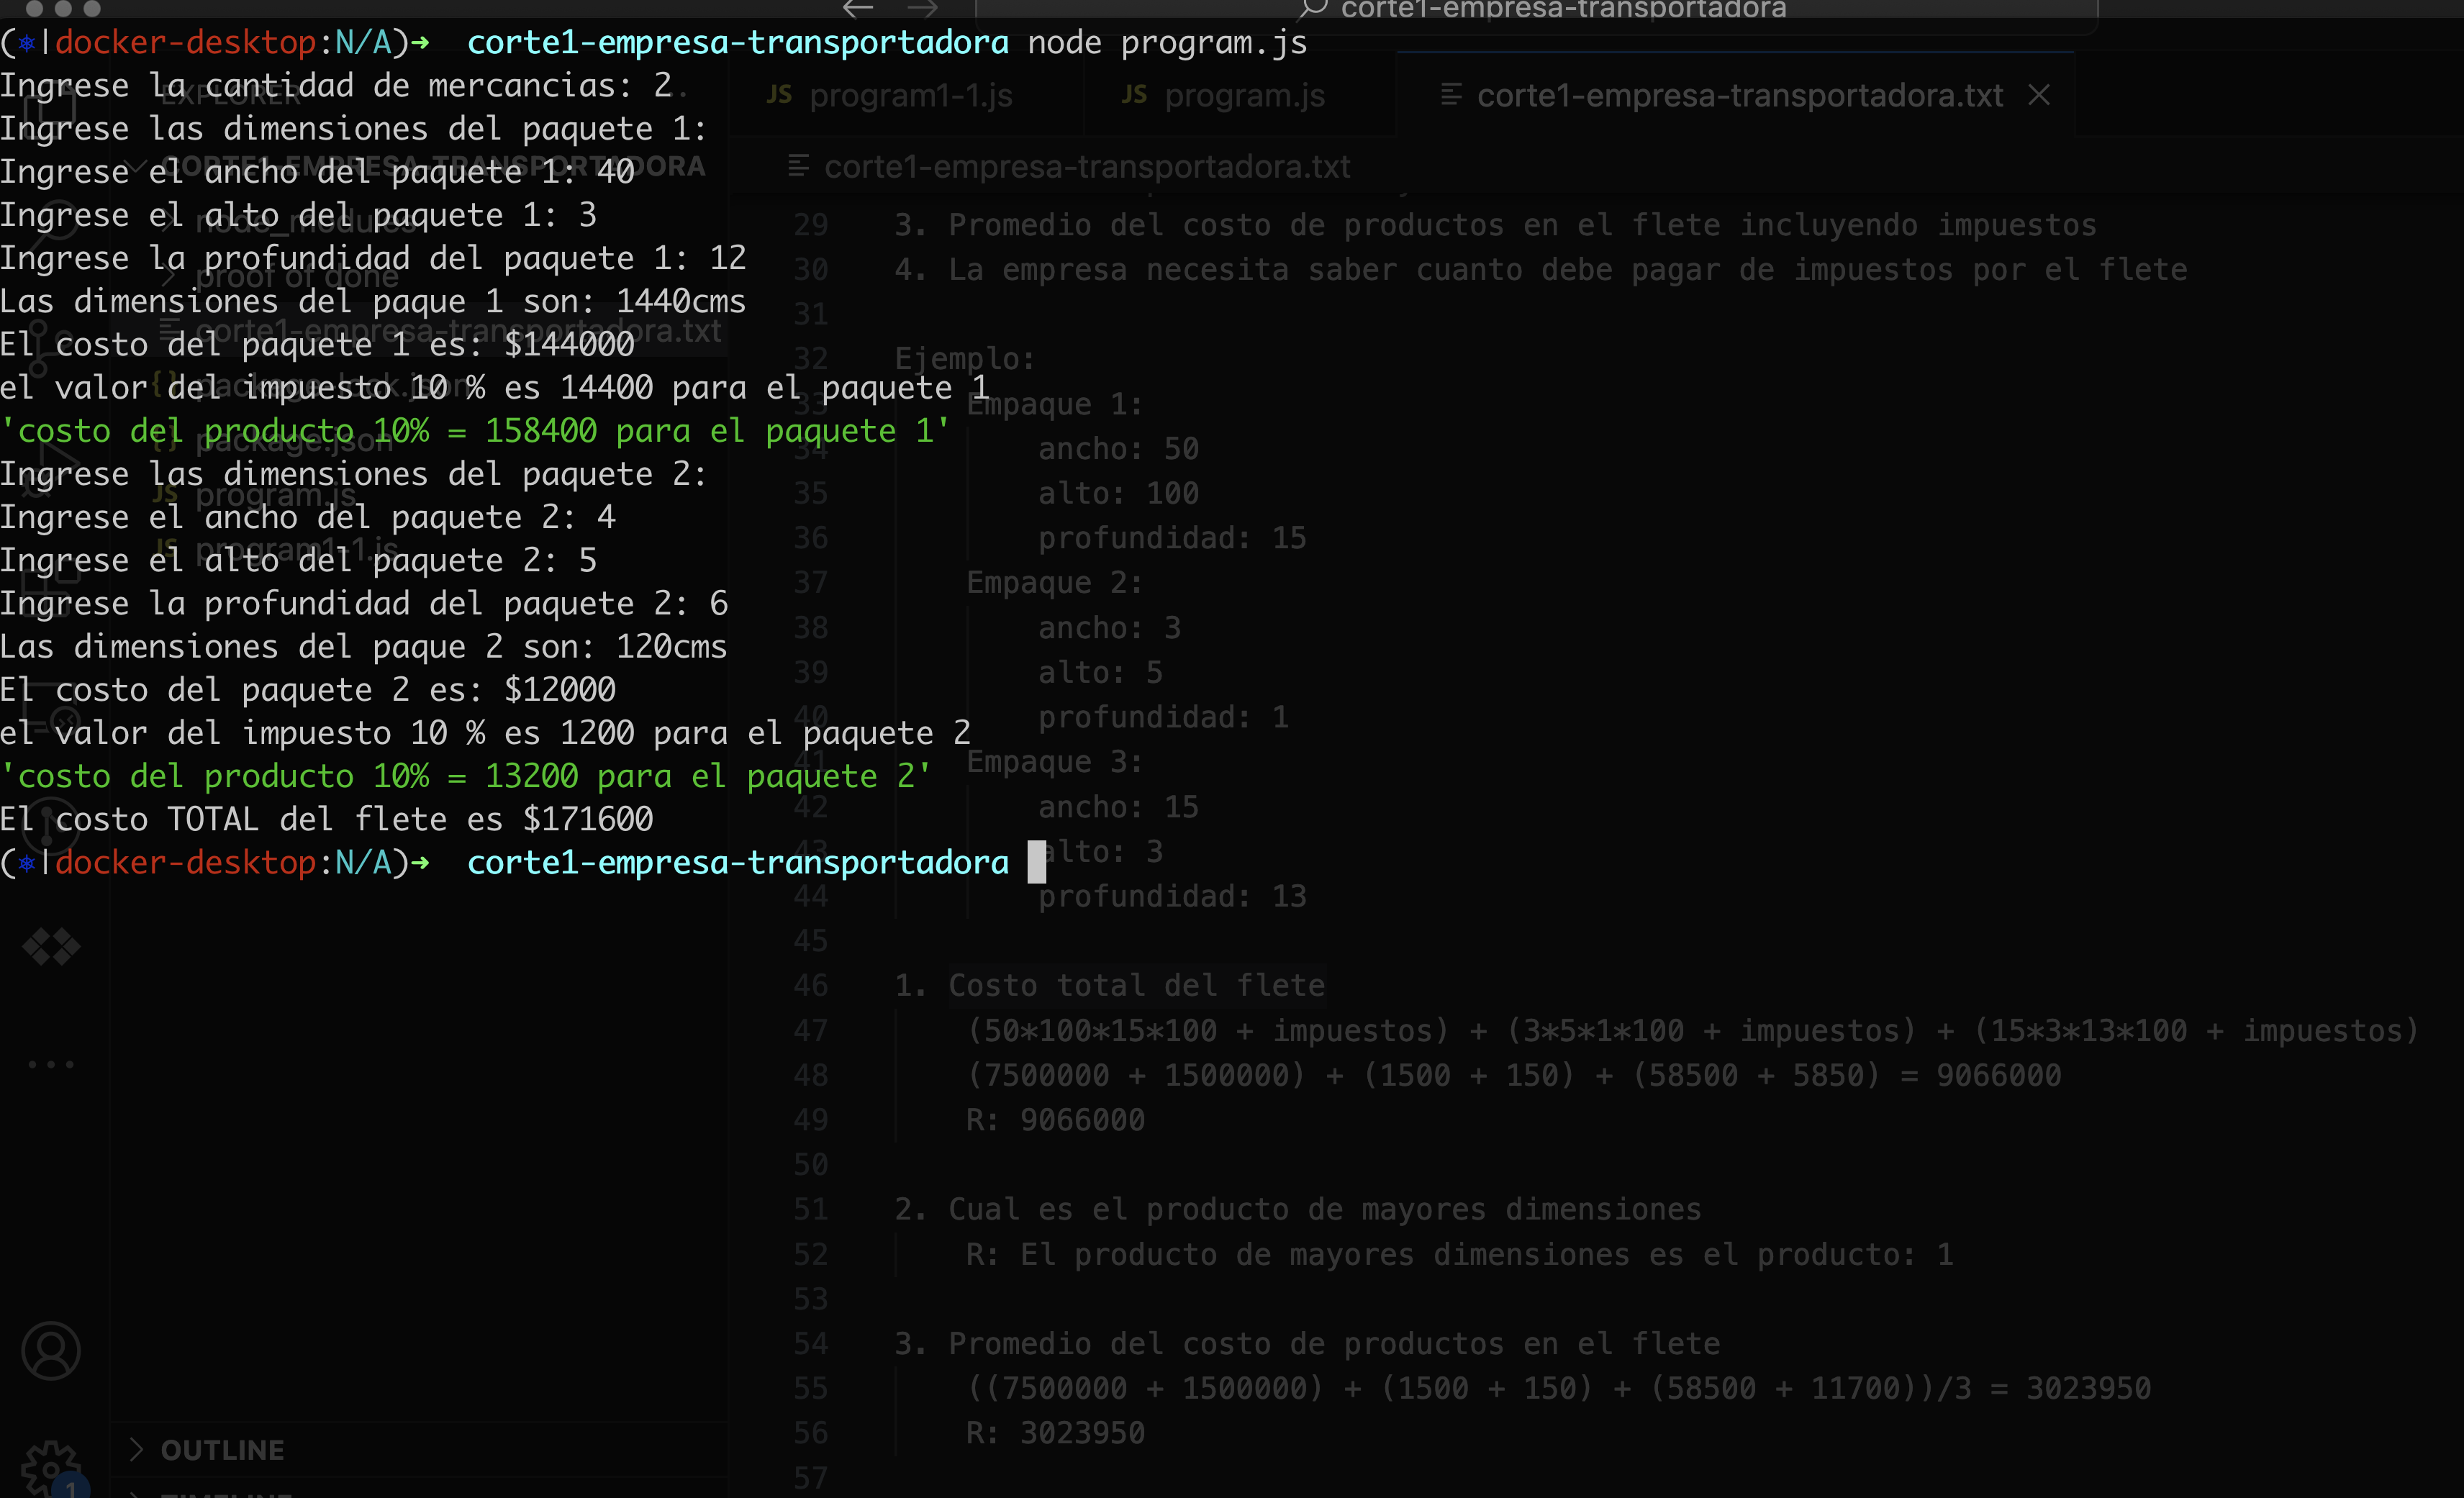 corte1-empresa-transportadora
(⎈|docker-desktop:N/A)➜  corte1-empresa-transportadora node program.js
Ingrese la cantidad de mercancias: 2
Ingrese las dimensiones del paquete 1:
Ingrese el ancho del paquete 1: 40
Ingrese el alto del paquete 1: 3
Ingrese la profundidad del paquete 1: 12
Las dimensiones del paque 1 son: 1440cms
El costo del paquete 1 es: $144000
el valor del impuesto 10 % es 14400 para el paquete 1
'costo del producto 10% = 158400 para el paquete 1'
Ingrese las dimensiones del paquete 2:
Ingrese el ancho del paquete 2: 4
Ingrese el alto del paquete 2: 5
Ingrese la profundidad del paquete 2: 6
Las dimensiones del paque 2 son: 120cms
El costo del paquete 2 es: $12000
el valor del impuesto 10 % es 1200 para el paquete 2
'costo del producto 10% = 13200 para el paquete 2'
El costo TOTAL del flete es $171600
(⎈|docker-desktop:N/A)➜  corte1-empresa-transportadora
EXPLORER
CORTE1-EMPRESA-TRANSPORTADORA
node_modules
proof of done
corte1-empresa-transportadora.txt
{} package-lock.json
{} package.json
JS program.js
JS program1-1.js
OUTLINE
TIMELINE
1
JS program1-1.js
JS program.js
corte1-empresa-transportadora.txt
corte1-empresa-transportadora.txt
29 3. Promedio del costo de productos en el flete incluyendo impuestos
30 4. La empresa necesita saber cuanto debe pagar de impuestos por el flete
31
32 Ejemplo:
33 Empaque 1:
34 ancho: 50
35 alto: 100
36 profundidad: 15
37 Empaque 2:
38 ancho: 3
39 alto: 5
40 profundidad: 1
41 Empaque 3:
42 ancho: 15
43 alto: 3
44 profundidad: 13
45
46 1. Costo total del flete
47 (50*100*15*100 + impuestos) + (3*5*1*100 + impuestos) + (15*3*13*100 + impuestos)
48 (7500000 + 1500000) + (1500 + 150) + (58500 + 5850) = 9066000
49 R: 9066000
50
51 2. Cual es el producto de mayores dimensiones
52 R: El producto de mayores dimensiones es el producto: 1
53
54 3. Promedio del costo de productos en el flete
55 ((7500000 + 1500000) + (1500 + 150) + (58500 + 11700))/3 = 3023950
56 R: 3023950
57